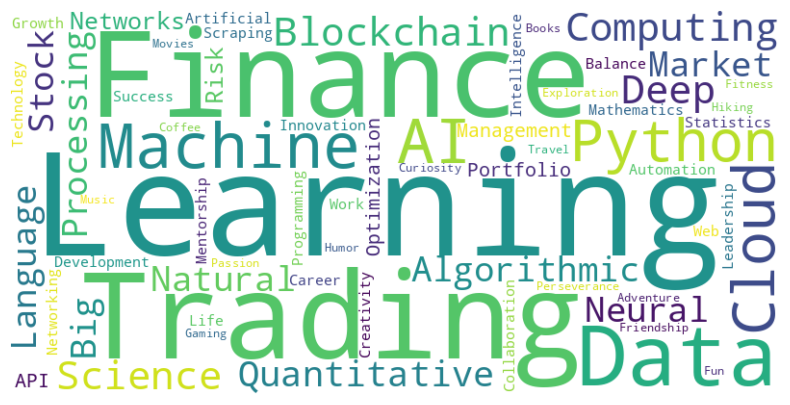 Growth
Networks
Artificial
Scraping
Movies
Blockchain
Books
Computing
Finance
Stock
Processing
Risk
Intelligence
Balance
Market
Technology
Success
Exploration
Deep
Fitness
Mathematics
Hiking
Coffee
Innovation
AI
Management
Statistics
Machine
Optimization
Python
Travel
Learning
Curiosity
Portfolio
Automation
Cloud
Language
Music
Mentorship
Programming
Work
Leadership
Web
Humor
Development
Passion
Networking
Big
Natural
Career
Creativity
Algorithmic
Trading
Perseverance
Collaboration
Adventure
Neural
Friendship
Life
Gaming
Data
API
Science
Quantitative
Fun